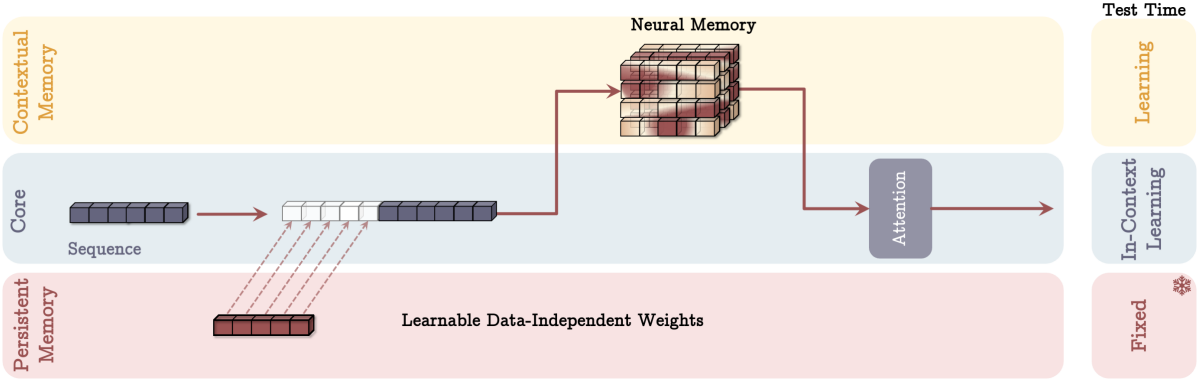 Test Time
Neural Memory
Contextual
Memory
Learning
Core
Sequence
Attention
In-Context
Learning
Persistent
Memory
Learnable Data-Independent Weights
Fixed